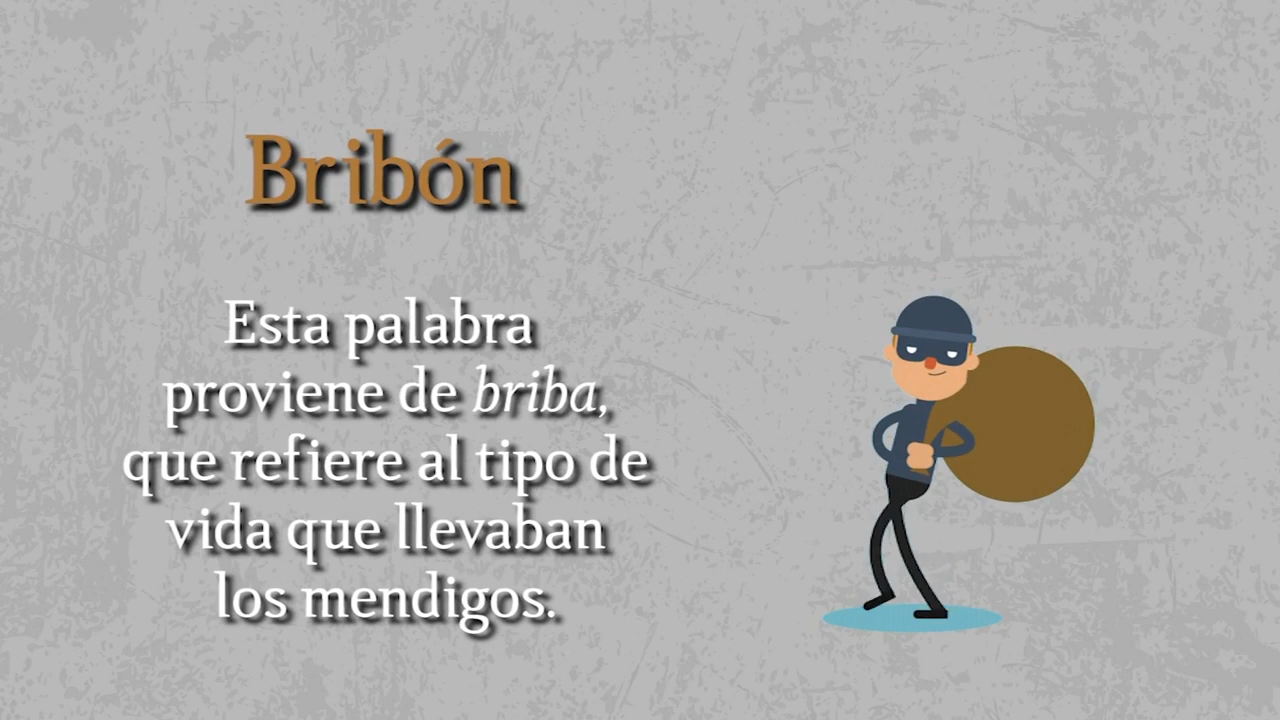 Bribón
Esta palabra
proviene de briba,
que refiere al tipo de
vida que llevaban
los mendigos.